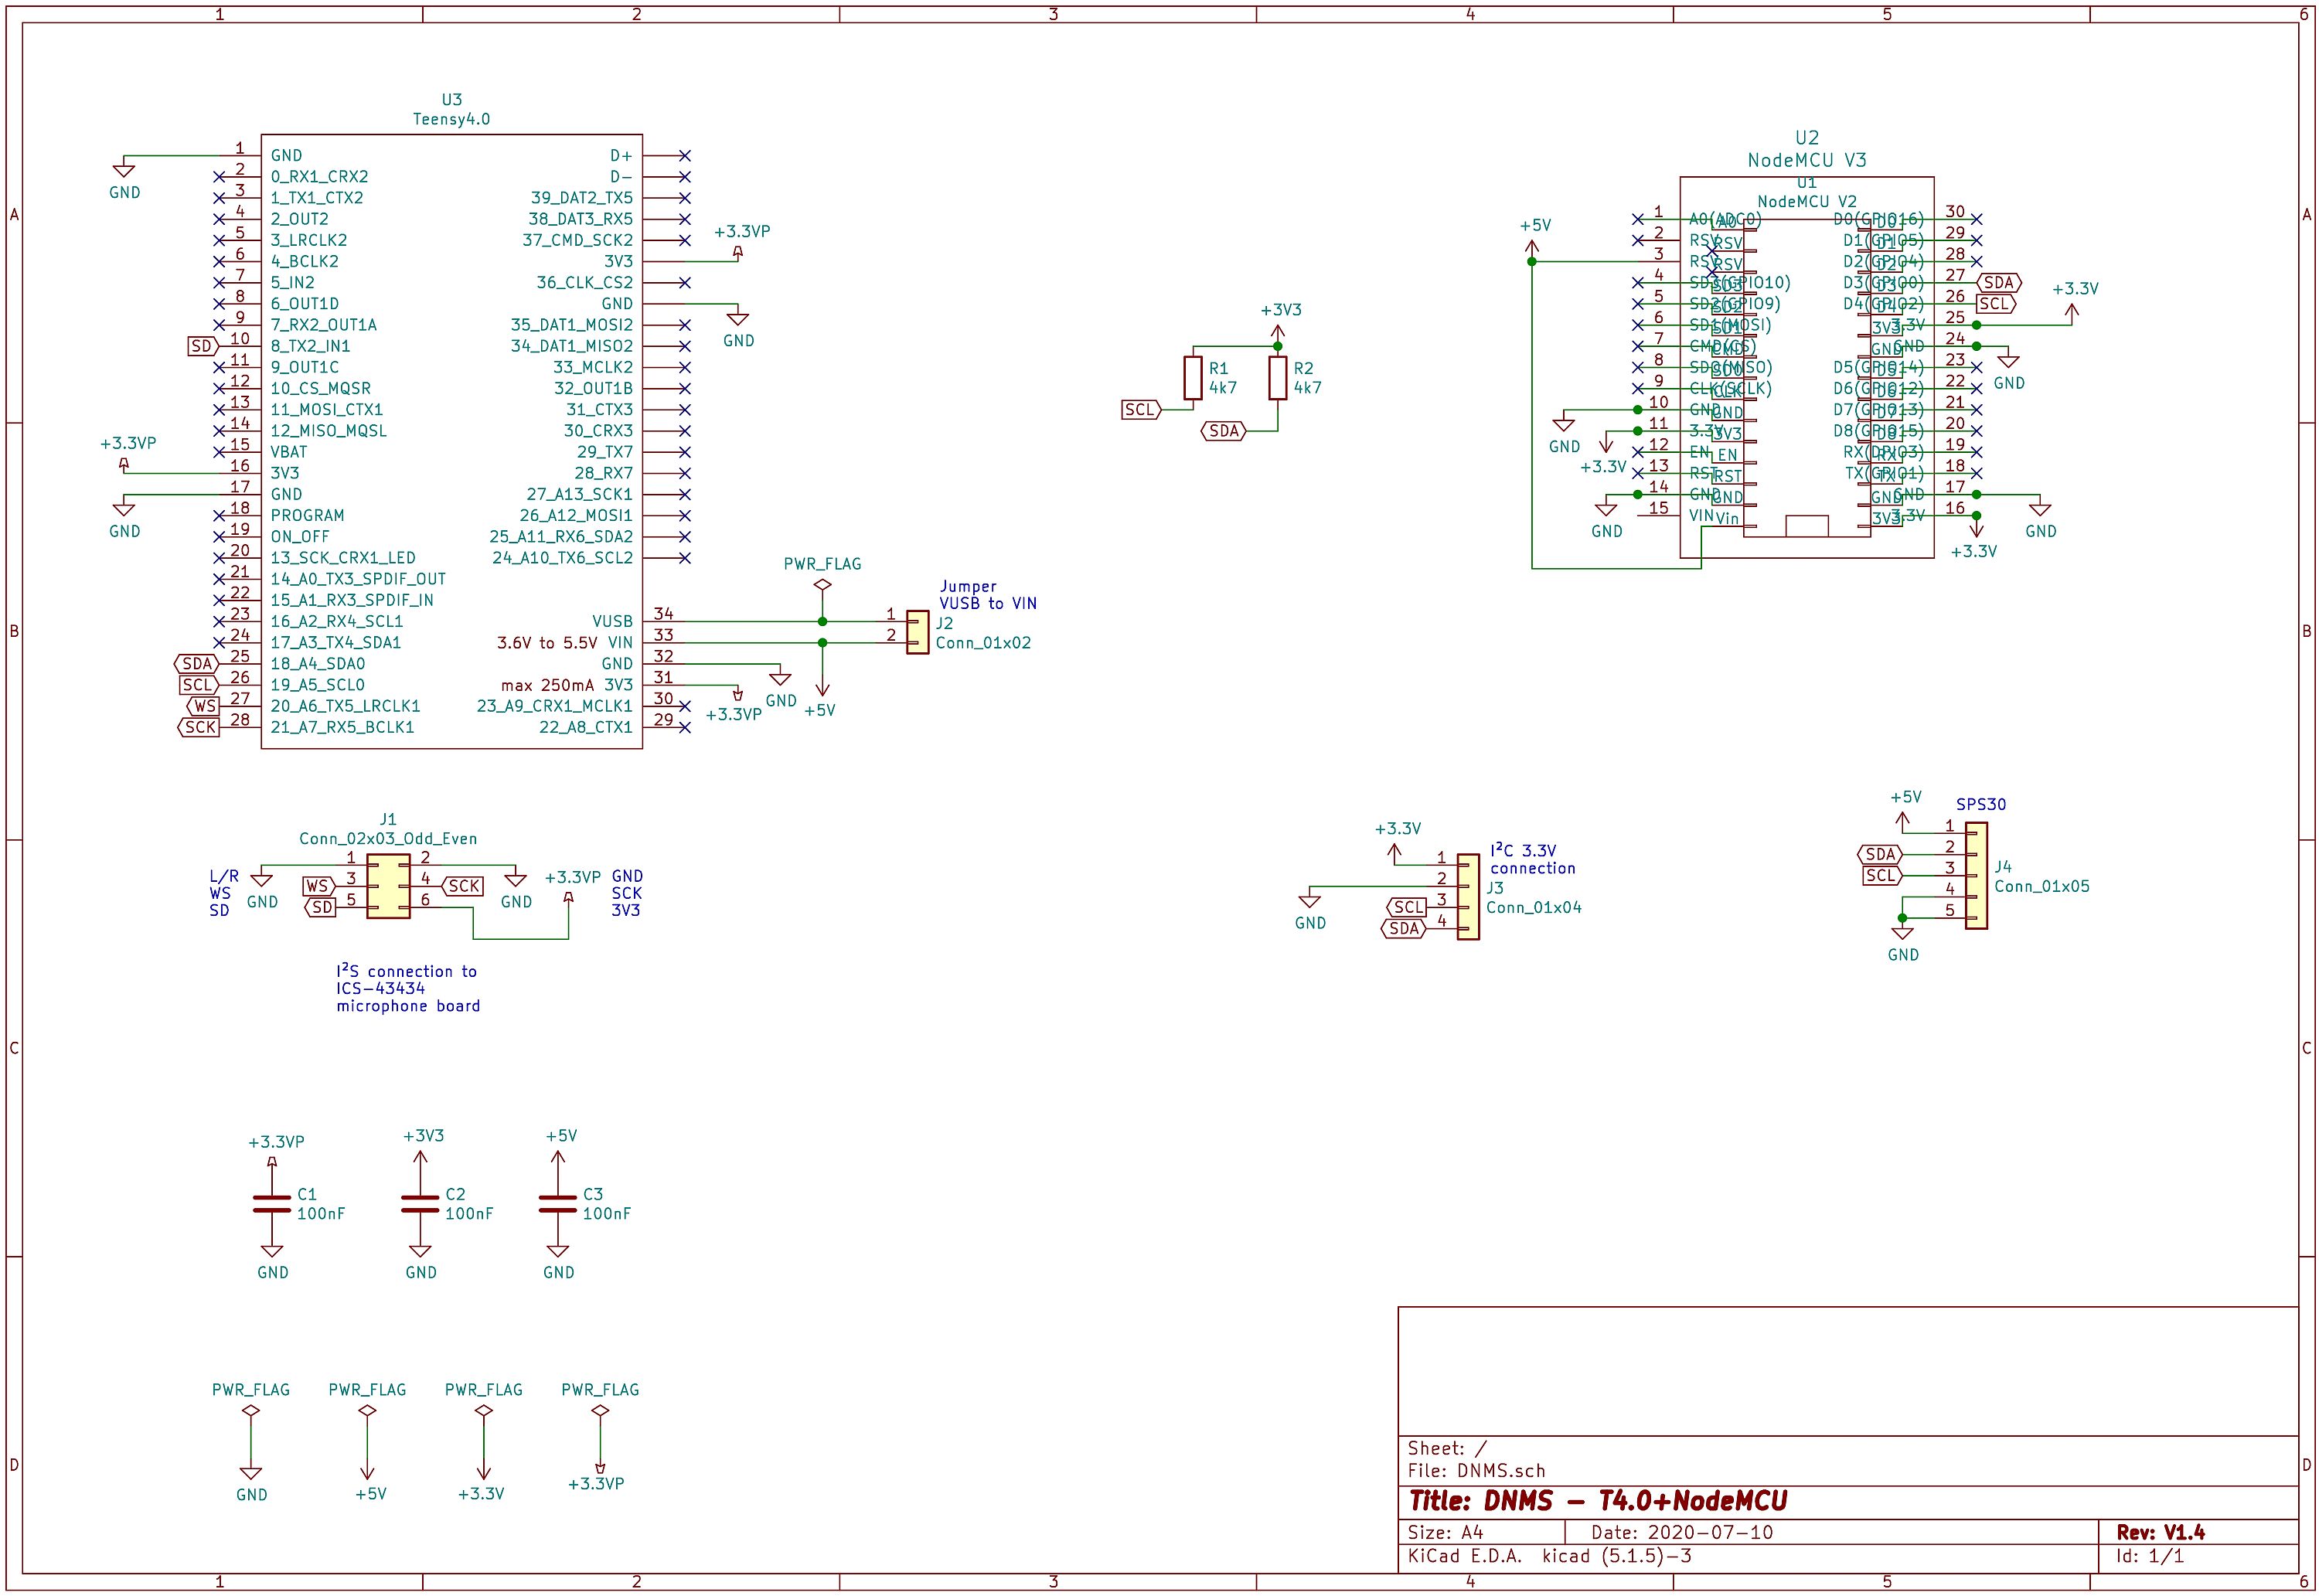 1 2 3 4 5 6
A A
B B
C C
D D
1 2 3 4 5 6
U3
Teensy4.0
1 GND D+
2 0_RX1_CRX2 D-
3 1_TX1_CTX2 39_DAT2_TX5
4 2_OUT2 38_DAT3_RX5
5 3_LRCLK2 37_CMD_SCK2
6 4_BCLK2 3V3
7 5_IN2 36_CLK_CS2
8 6_OUT1D GND
9 7_RX2_OUT1A 35_DAT1_MOSI2
SD 10 8_TX2_IN1 34_DAT1_MISO2
11 9_OUT1C 33_MCLK2
12 10_CS_MQSR 32_OUT1B
13 11_MOSI_CTX1 31_CTX3
14 12_MISO_MQSL 30_CRX3
15 VBAT 29_TX7
16 3V3 28_RX7
17 GND 27_A13_SCK1
18 PROGRAM 26_A12_MOSI1
19 ON_OFF 25_A11_RX6_SDA2
20 13_SCK_CRX1_LED 24_A10_TX6_SCL2
21 14_A0_TX3_SPDIF_OUT
22 15_A1_RX3_SPDIF_IN
23 16_A2_RX4_SCL1 VUSB 34
24 17_A3_TX4_SDA1 3.6V to 5.5V VIN 33
SDA 25 18_A4_SDA0 GND 32
SCL 26 19_A5_SCL0 max 250mA 3V3 31
WS 27 20_A6_TX5_LRCLK1 23_A9_CRX1_MCLK1 30
SCK 28 21_A7_RX5_BCLK1 22_A8_CTX1 29
GND
+3.3VP
GND
+3.3VP
GND
PWR_FLAG
GND
+3.3VP
+5V
Jumper
VUSB to VIN
1 J2
2 Conn_01x02
+3V3
R1
4k7
R2
4k7
SCL
SDA
U2
NodeMCU V3
U1
NodeMCU V2
1 A0(ADC0) A0 D0 D0(GPIO16) 30
2 RSV RSV D1 D1(GPIO5) 29
3 RSV RSV D2 D2(GPIO4) 28
4 SD3(GPIO10) SD3 D3 D3(GPIO0) 27 SDA
5 SD2(GPIO9) SD2 D4 D4(GPIO2) 26 SCL
6 SD1(MOSI) SD1 3V3 3.3V 25
7 CMD(CS) CMD GND GND 24
8 SD0(MISO) SD0 D5 D5(GPIO14) 23
9 CLK(SCLK) CLK D6 D6(GPIO12) 22
10 GND GND D7 D7(GPIO13) 21
11 3.3V 3V3 D8 D8(GPIO15) 20
12 EN EN RX RX(DPIO3) 19
13 RST RST TX TX(GPIO1) 18
14 GND GND GND GND 17
15 VIN Vin 3V3 3.3V 16
+5V
GND
+3.3V
GND
+3.3V
GND
GND
+3.3V
J1
Conn_02x03_Odd_Even
L/R
WS
SD
GND
1 2
WS 3 4 SCK
SD 5 6
GND
+3.3VP
GND
SCK
3V3
I²S connection to
ICS-43434
microphone board
+3.3V
GND
1
2
SCL 3
SDA 4
I²C 3.3V
connection
J3
Conn_01x04
+5V
SPS30
1
SDA 2
SCL 3
4
5
GND
J4
Conn_01x05
+3.3VP
C1
100nF
GND
+3V3
C2
100nF
GND
+5V
C3
100nF
GND
PWR_FLAG PWR_FLAG PWR_FLAG PWR_FLAG
GND +5V +3.3V +3.3VP
Sheet: /
File: DNMS.sch
Title: DNMS – T4.0+NodeMCU
Size: A4 Date: 2020-07-10 Rev: V1.4
KiCad E.D.A. kicad (5.1.5)-3 Id: 1/1